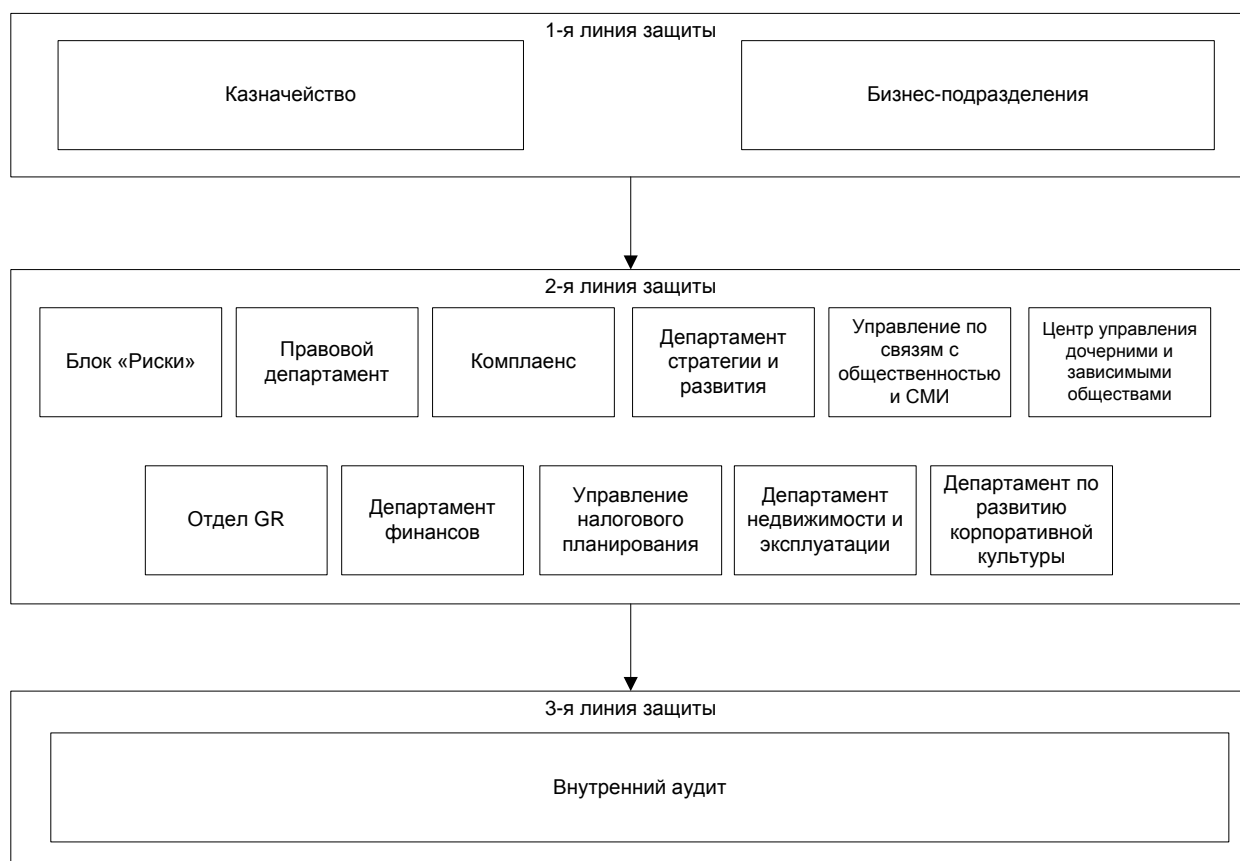 1-я линия защиты
Казначейство
Бизнес-подразделения
2-я линия защиты
Блок «Риски»
Правовой
департамент
Комплаенс
Департамент
стратегии и
развития
Управление по
связям с
общественностью
и СМИ
Центр управления
дочерними и
зависимыми
обществами
Отдел GR
Департамент
финансов
Управление
налогового
планирования
Департамент
недвижимости и
эксплуатации
Департамент по
развитию
корпоративной
культуры
3-я линия защиты
Внутренний аудит